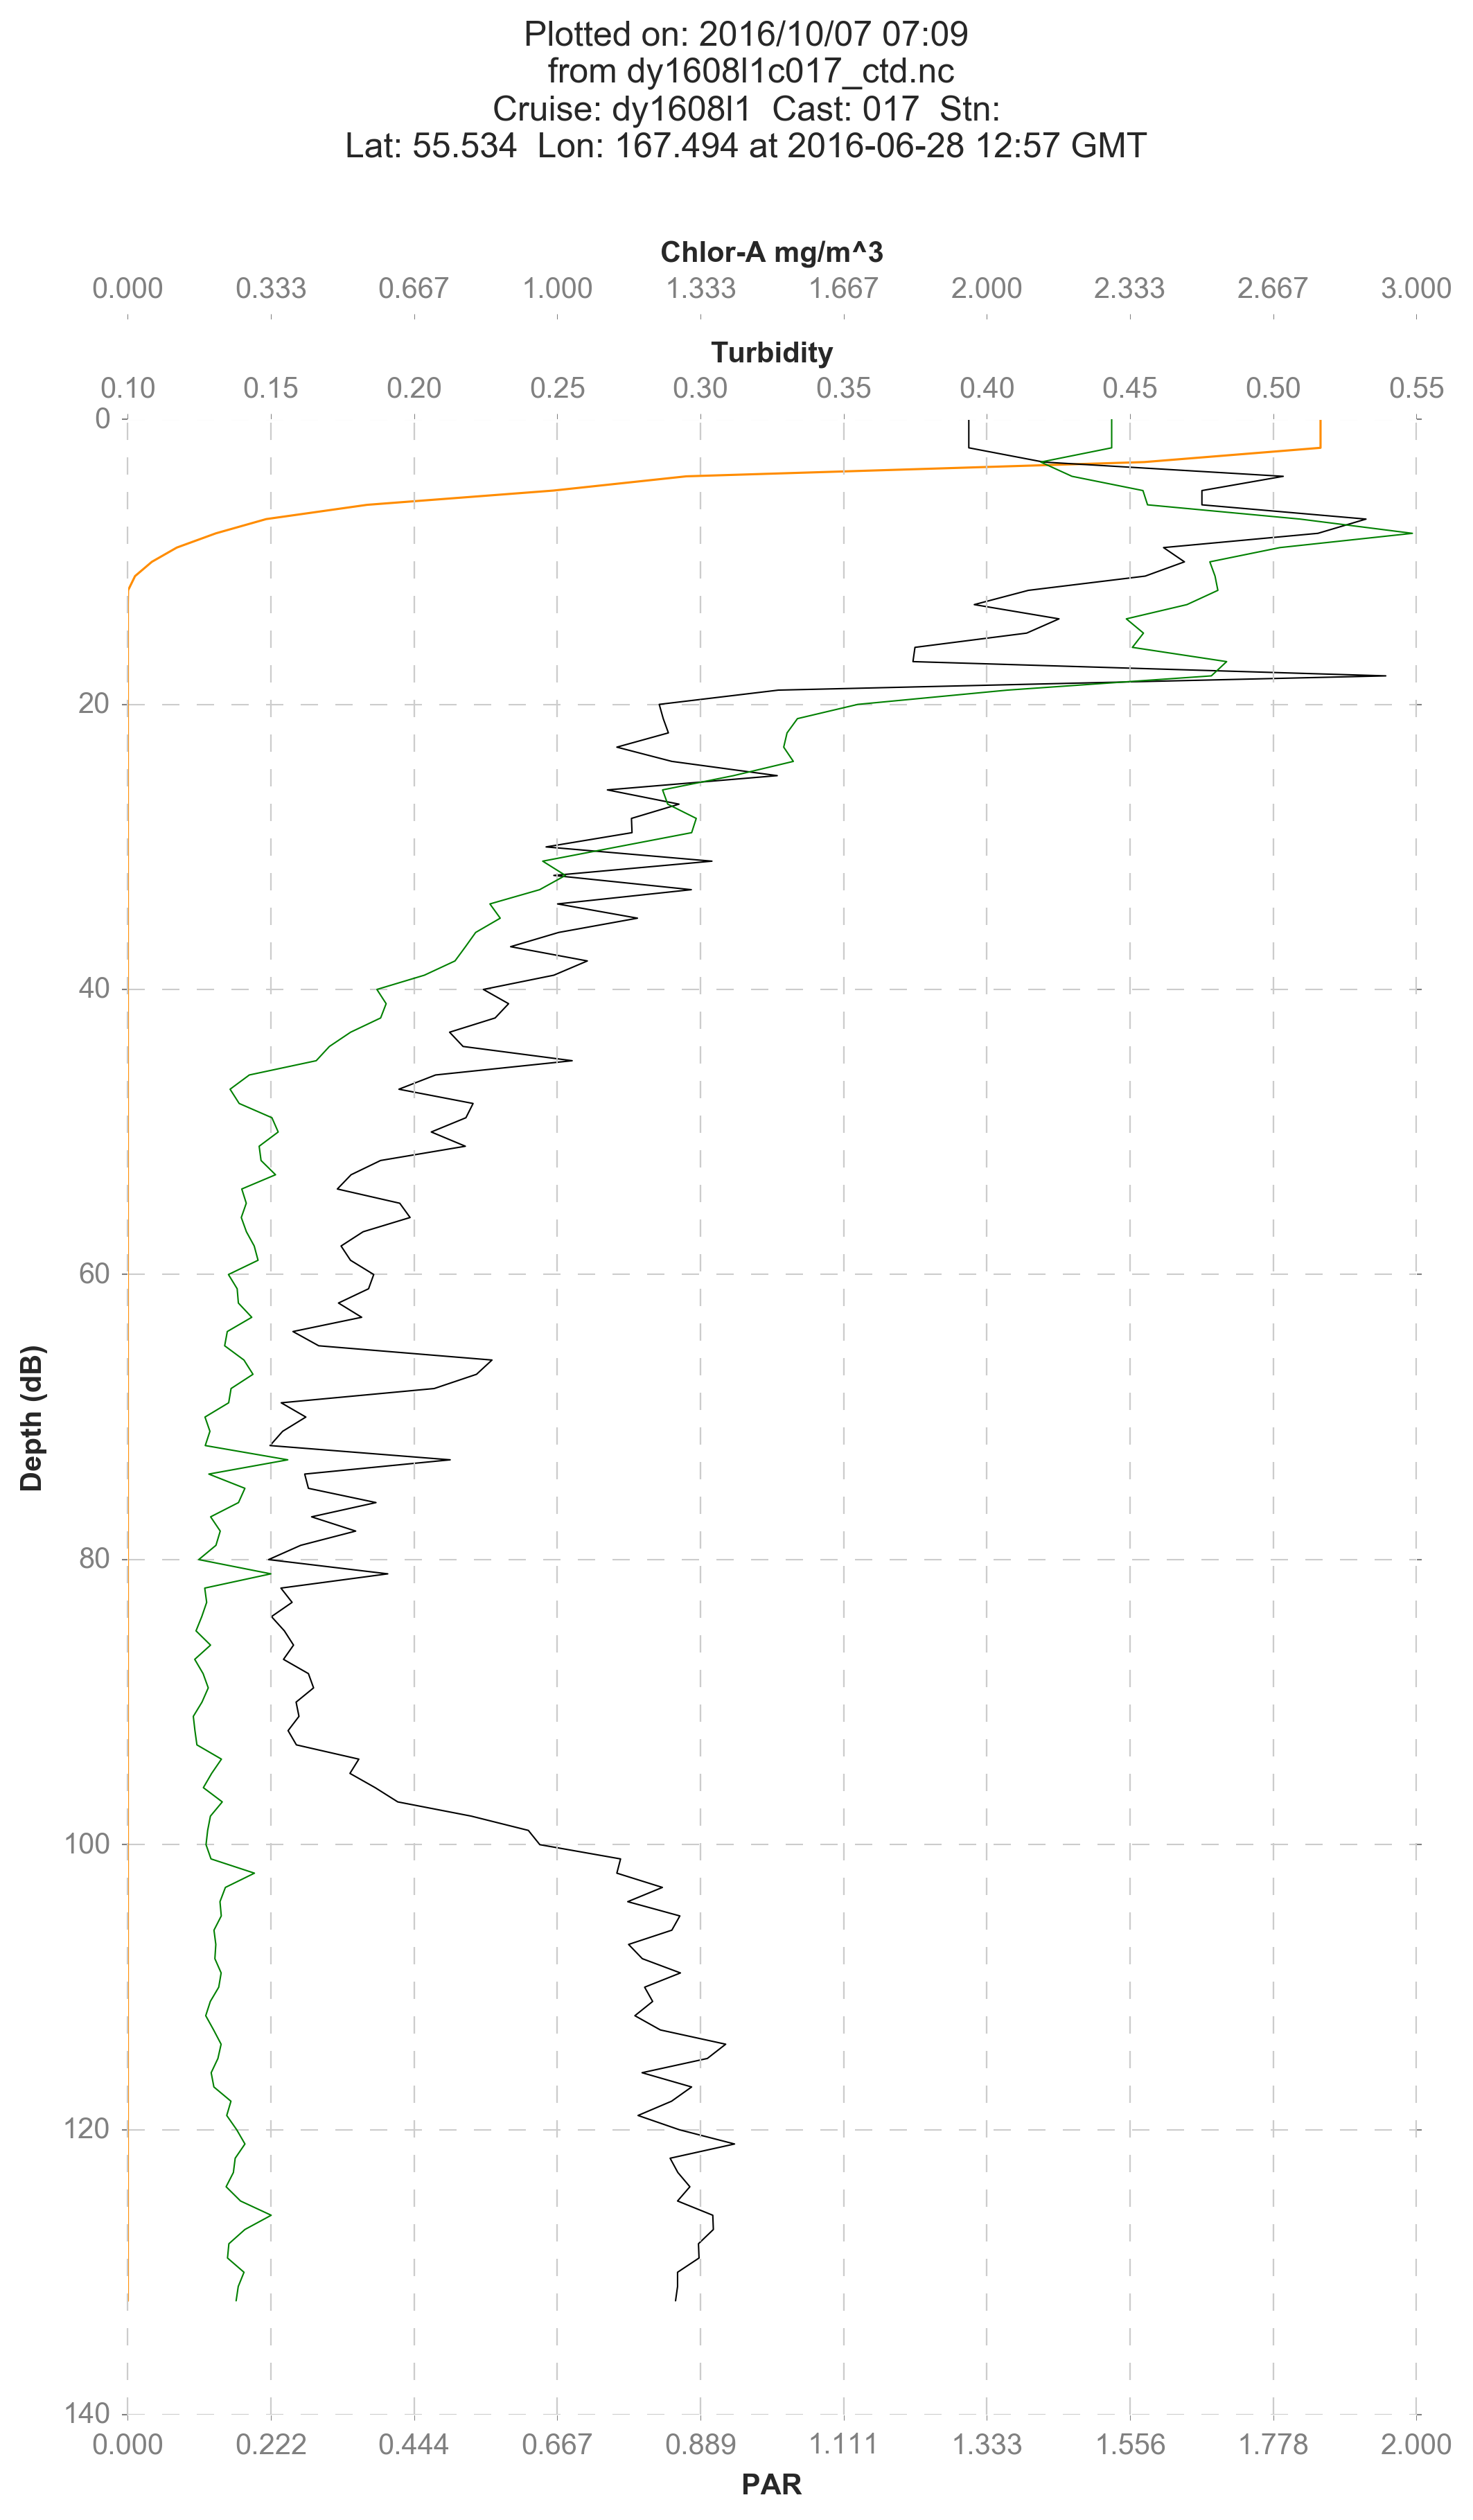 Plotted on: 2016/10/07 07:09
from dy1608l1c017_ctd.nc
Cruise: dy1608l1  Cast: 017  Stn:
Lat: 55.534  Lon: 167.494 at 2016-06-28 12:57 GMT
Chlor-A mg/m^3
0.000 0.333 0.667 1.000 1.333 1.667 2.000 2.333 2.667 3.000
Turbidity
0.10 0.15 0.20 0.25 0.30 0.35 0.40 0.45 0.50 0.55
0
20
40
60
Depth (dB)
80
100
120
140
0.000 0.222 0.444 0.667 0.889 1.111 1.333 1.556 1.778 2.000
PAR